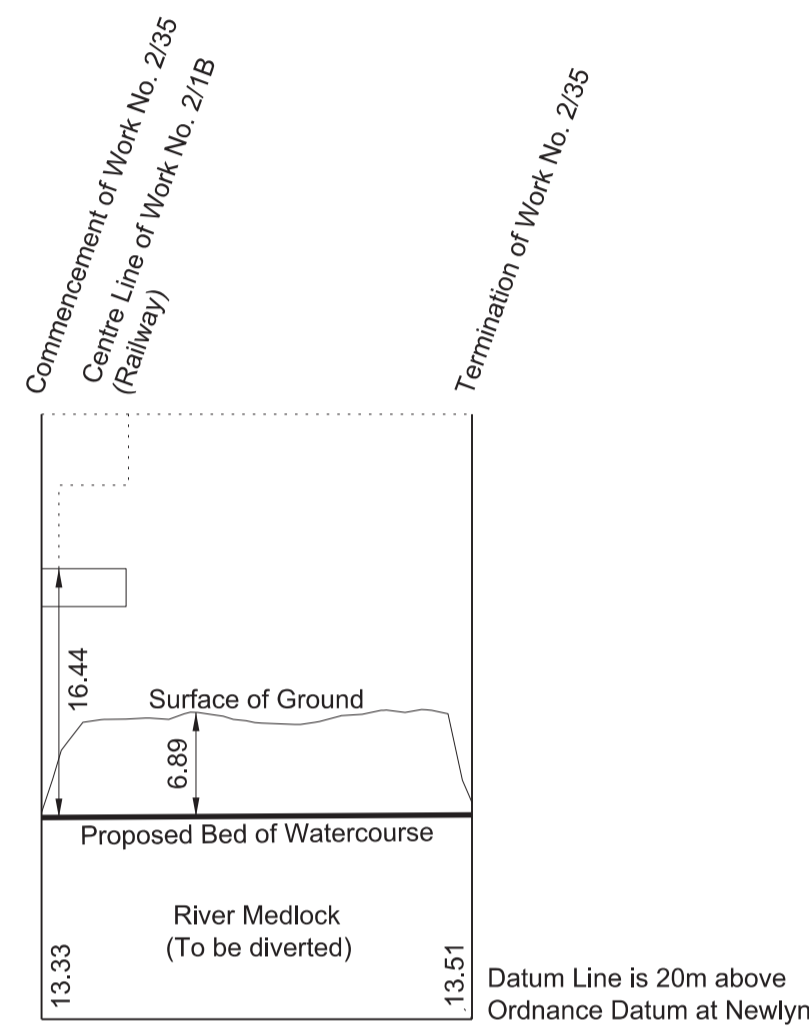 Commencement of Work No. 2/35
Centre Line of Work No. 2/1B
(Railway)
Termination of Work No. 2/35
16.44
Surface of Ground
6.89
Proposed Bed of Watercourse
River Medlock
(To be diverted)
13.33
13.51
Datum Line is 20m above
Ordnance Datum at Newlyn